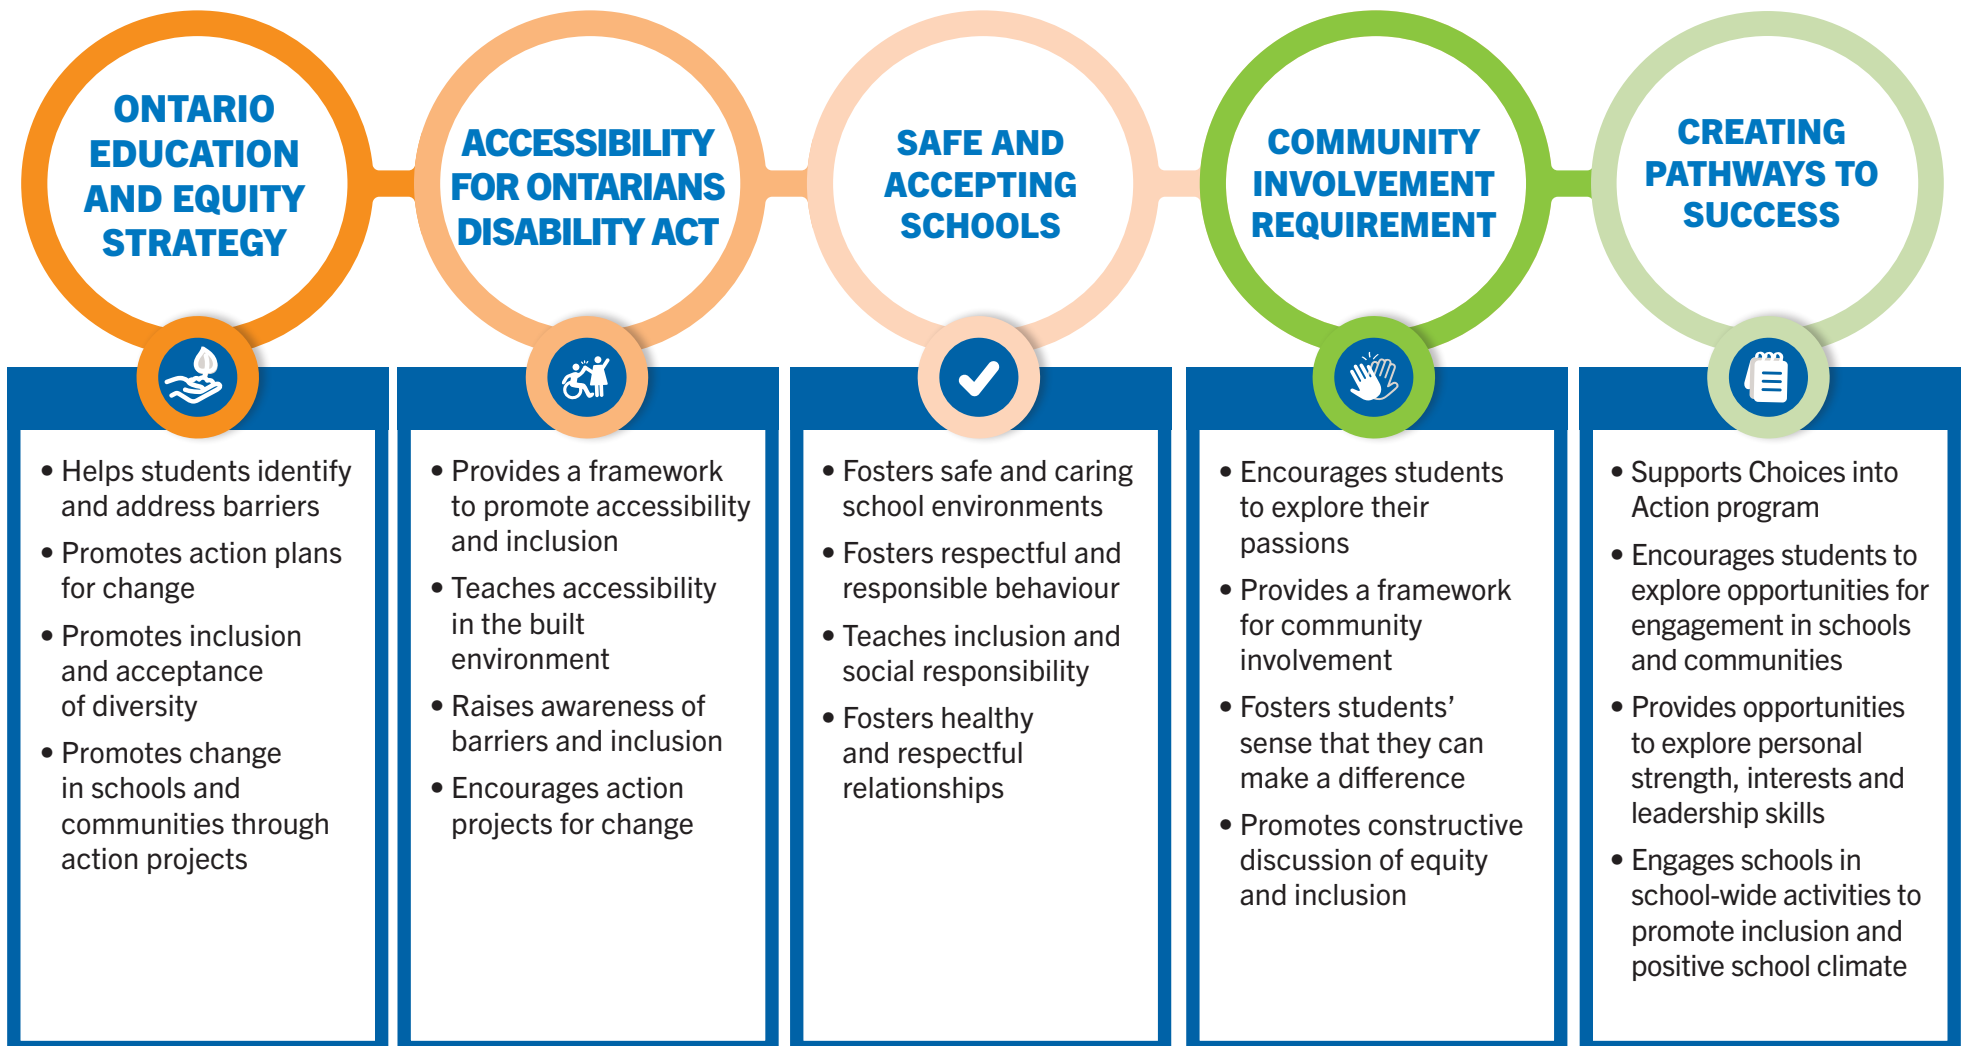 ONTARIO
EDUCATION
AND EQUITY
STRATEGY
• Helps students identify
and address barriers
• Promotes action plans
for change
• Promotes inclusion
and acceptance
of diversity
• Promotes change
in schools and
communities through
action projects
ACCESSIBILITY
FOR ONTARIANS
DISABILITY ACT
• Provides a framework
to promote accessibility
and inclusion
• Teaches accessibility
in the built
environment
• Raises awareness of
barriers and inclusion
• Encourages action
projects for change
SAFE AND
ACCEPTING
SCHOOLS
• Fosters safe and caring
school environments
• Fosters respectful and
responsible behaviour
• Teaches inclusion and
social responsibility
• Fosters healthy
and respectful
relationships
COMMUNITY
INVOLVEMENT
REQUIREMENT
• Encourages students
to explore their
passions
• Provides a framework
for community
involvement
• Fosters students’
sense that they can
make a difference
• Promotes constructive
discussion of equity
and inclusion
CREATING
PATHWAYS TO
SUCCESS
• Supports Choices into
Action program
• Encourages students to
explore opportunities for
engagement in schools
and communities
• Provides opportunities
to explore personal
strength, interests and
leadership skills
• Engages schools in
school-wide activities to
promote inclusion and
positive school climate